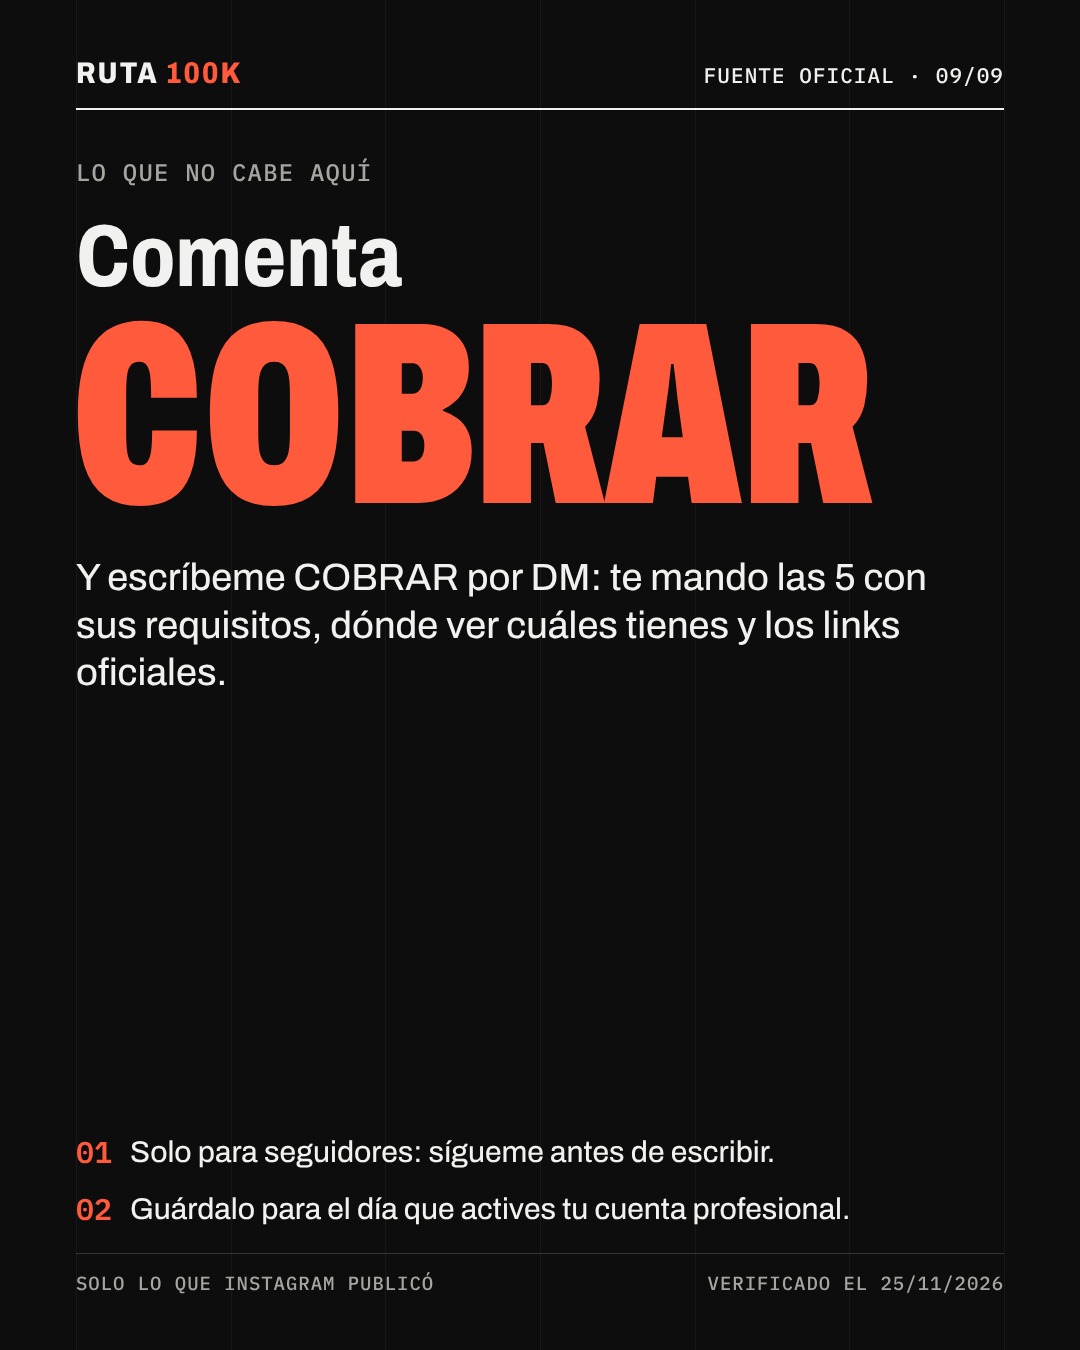 RUTA 100K
FUENTE OFICIAL · 09/09
LO QUE NO CABE AQUÍ
Comenta
COBRAR
Y escríbeme COBRAR por DM: te mando las 5 con
sus requisitos, dónde ver cuáles tienes y los links
oficiales.
01 Solo para seguidores: sígueme antes de escribir.
02 Guárdalo para el día que actives tu cuenta profesional.
SOLO LO QUE INSTAGRAM PUBLICÓ
VERIFICADO EL 25/11/2026